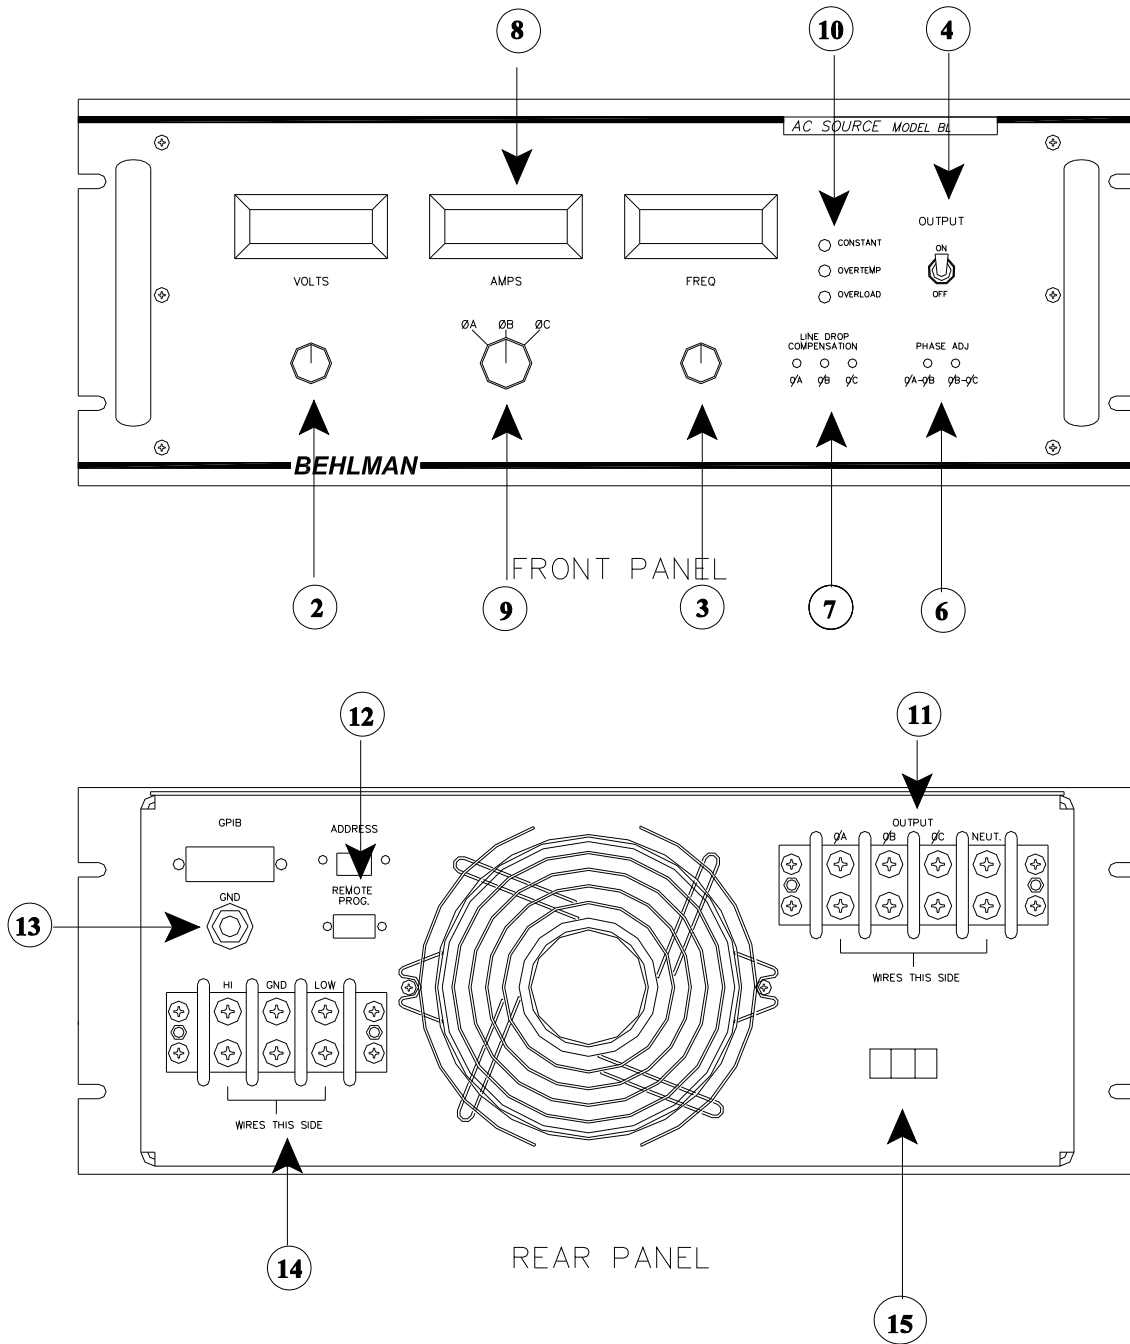 8
10
4
AC SOURCE MODEL BL
OUTPUT
ON
OFF
CONSTANT
OVERTEMP
OVERLOAD
VOLTS
AMPS
FREQ
ØA ØB ØC
LINE DROP
COMPENSATION
ØA ØB ØC
PHASE ADJ
ØA-ØB ØB-ØC
BEHLMAN
FRONT PANEL
2
9
3
7
6
12
11
GPIB
ADDRESS
OUTPUT
ØA ØB ØC NEUT.
REMOTE
PROG.
GND
13
WIRES THIS SIDE
HI GND LOW
WIRES THIS SIDE
14
REAR PANEL
15